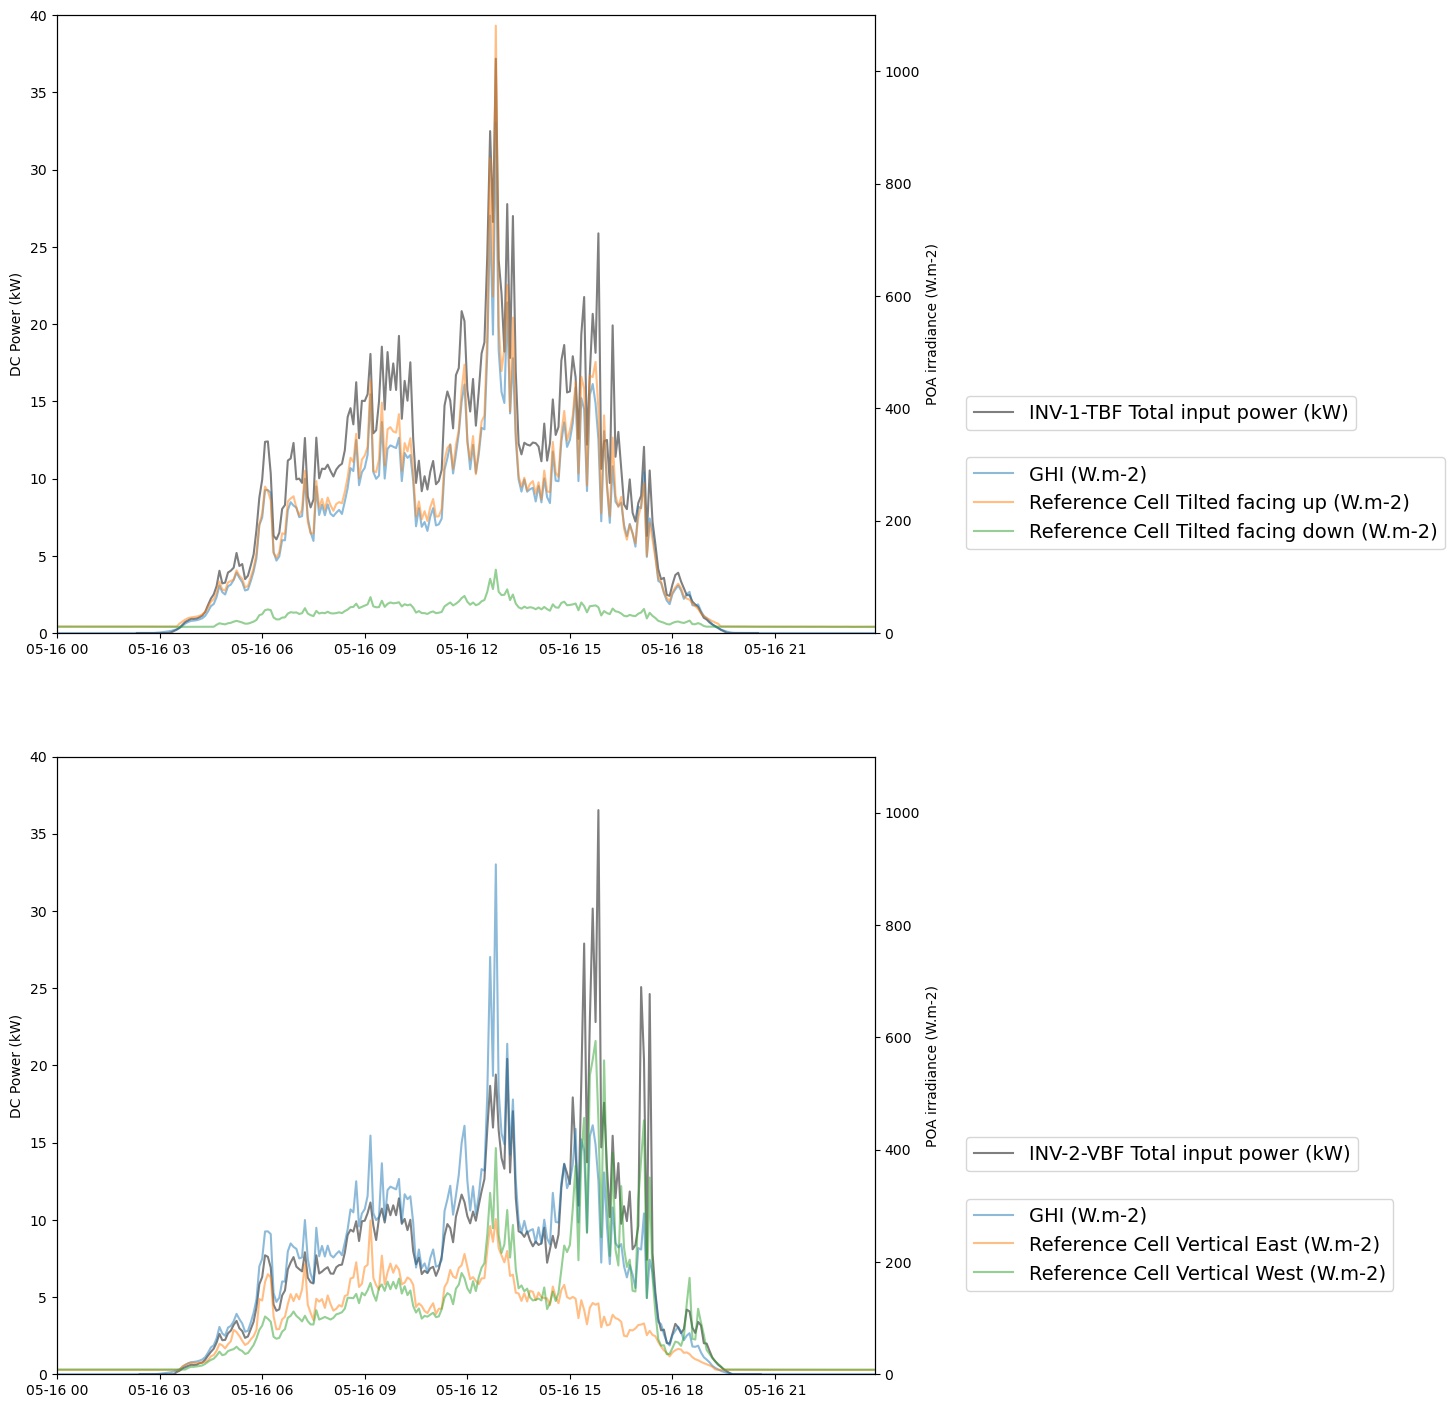 40
35
30
25
20
15
10
5
0
DC Power (kW)
1000
800
600
400
200
0
POA irradiance (W.m-2)
05-16 00 05-16 03 05-16 06 05-16 09 05-16 12 05-16 15 05-16 18 05-16 21
INV-1-TBF Total input power (kW)
GHI (W.m-2)
Reference Cell Tilted facing up (W.m-2)
Reference Cell Tilted facing down (W.m-2)
40
35
30
25
20
15
10
5
0
DC Power (kW)
1000
800
600
400
200
0
POA irradiance (W.m-2)
05-16 00 05-16 03 05-16 06 05-16 09 05-16 12 05-16 15 05-16 18 05-16 21
INV-2-VBF Total input power (kW)
GHI (W.m-2)
Reference Cell Vertical East (W.m-2)
Reference Cell Vertical West (W.m-2)